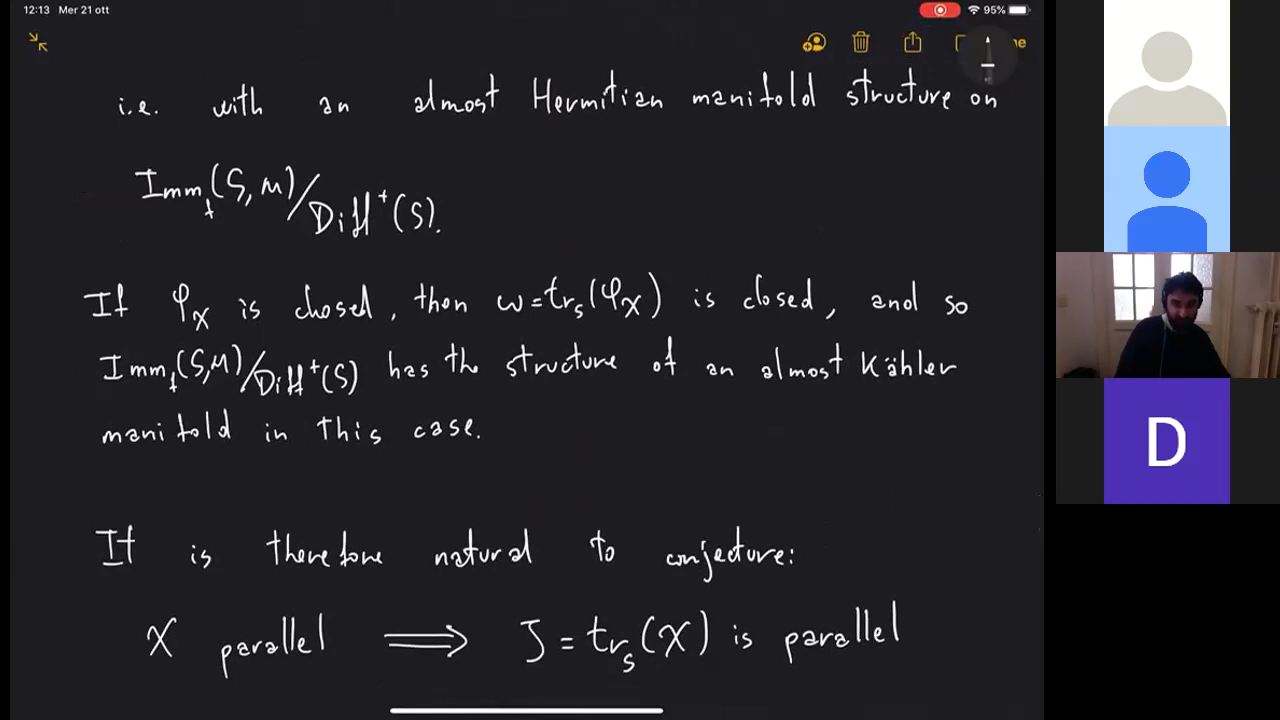 12:13 Mer 21 ott
95%
i.e. with an almost Hermitian manifold structure on
Imm_f(S,M)/Diff⁺(S).
If φ_χ is closed, then ω=tr_S(φ_χ) is closed, and so
Imm_f(S,M)/Diff⁺(S) has the structure of an almost Kähler
manifold in this case.
It is therefore natural to conjecture:
χ parallel ⟹ J = tr_S(χ) is parallel
D